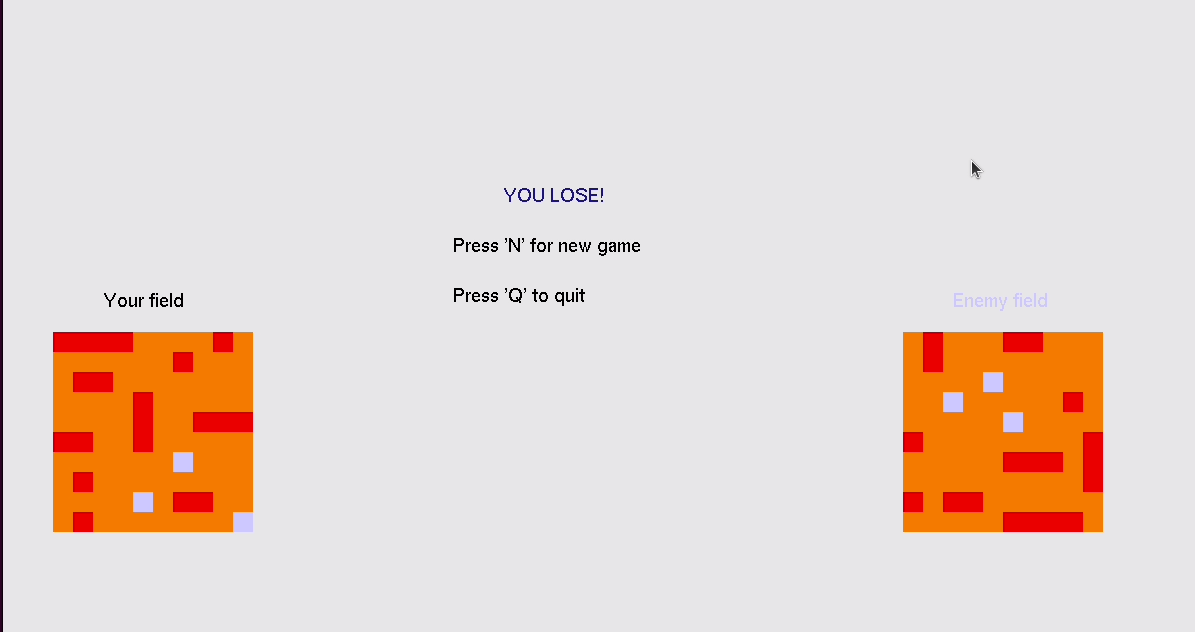 YOU LOSE!
Press 'N' for new game
Press 'Q' to quit
Your field
Enemy field